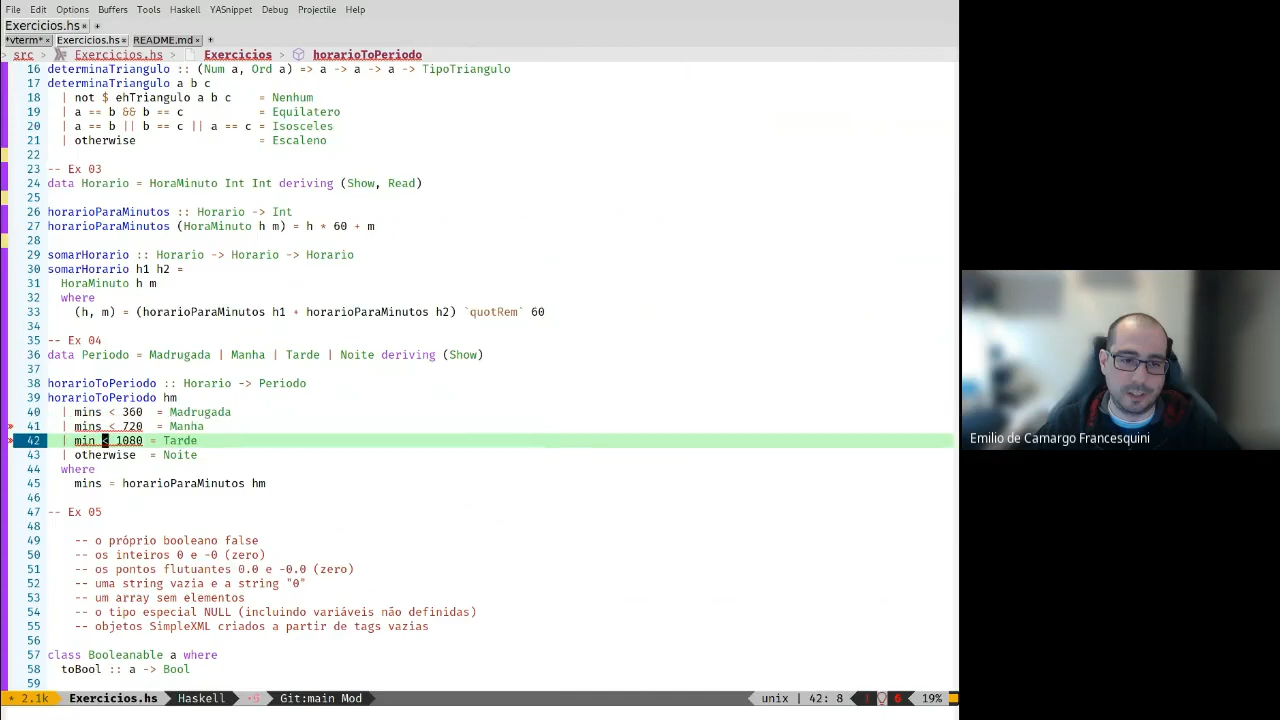 File Edit Options Buffers Tools Haskell YASnippet Debug Projectile Help
Exercicios.hs × +
*vterm* × Exercicios.hs × README.md × +
> src > Exercicios.hs > Exercicios > horarioToPeriodo
16 determinaTriangulo :: (Num a, Ord a) => a -> a -> a -> TipoTriangulo
17 determinaTriangulo a b c
18 | not $ ehTriangulo a b c = Nenhum
19 | a == b && b == c = Equilatero
20 | a == b || b == c || a == c = Isosceles
21 | otherwise = Escaleno
22
23 -- Ex 03
24 data Horario = HoraMinuto Int Int deriving (Show, Read)
25
26 horarioParaMinutos :: Horario -> Int
27 horarioParaMinutos (HoraMinuto h m) = h * 60 + m
28
29 somarHorario :: Horario -> Horario -> Horario
30 somarHorario h1 h2 =
31 HoraMinuto h m
32 where
33 (h, m) = (horarioParaMinutos h1 + horarioParaMinutos h2) `quotRem` 60
34
35 -- Ex 04
36 data Periodo = Madrugada | Manha | Tarde | Noite deriving (Show)
37
38 horarioToPeriodo :: Horario -> Periodo
39 horarioToPeriodo hm
40 | mins < 360 = Madrugada
41 | mins < 720 = Manha
42 | min < 1080 = Tarde
43 | otherwise = Noite
44 where
45 mins = horarioParaMinutos hm
46
47 -- Ex 05
48
49 -- o próprio booleano false
50 -- os inteiros 0 e -0 (zero)
51 -- os pontos flutuantes 0.0 e -0.0 (zero)
52 -- uma string vazia e a string "0"
53 -- um array sem elementos
54 -- o tipo especial NULL (incluindo variáveis não definidas)
55 -- objetos SimpleXML criados a partir de tags vazias
56
57 class Booleanable a where
58 toBool :: a -> Bool
59
* 2.1k Exercicios.hs Haskell Git:main Mod unix | 42: 8 6 19%
Emilio de Camargo Francesquini